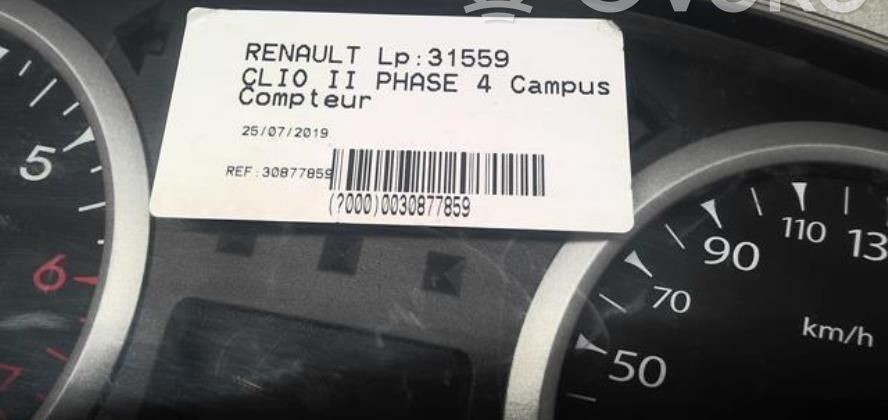 RENAULT Lp:31559
CLIO II PHASE 4 Campus
Compteur
25/07/2019
REF:30877859
(?000)0030877859
5
6
50
70
90
110
km/h